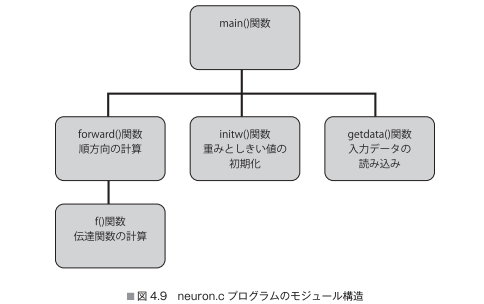 main()関数
forward()関数
順方向の計算
initw()関数
重みとしきい値の
初期化
getdata()関数
入力データの
読み込み
f()関数
伝達関数の計算
■図 4.9　neuron.c プログラムのモジュール構造